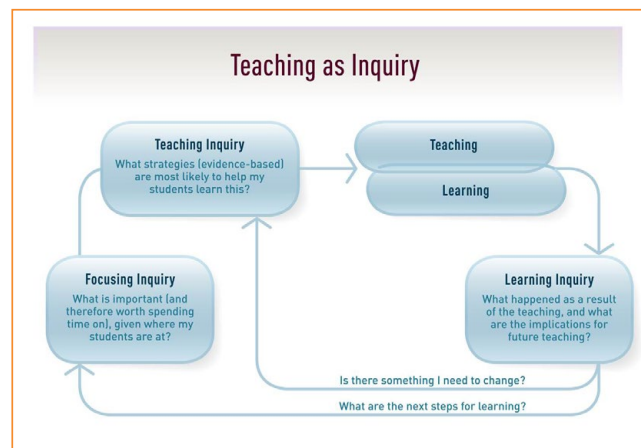 Teaching as Inquiry
Teaching Inquiry
What strategies (evidence-based)
are most likely to help my
students learn this?
Teaching
Learning
Focusing Inquiry
What is important (and
therefore worth spending
time on), given where my
students are at?
Learning Inquiry
What happened as a result
of the teaching, and what
are the implications for
future teaching?
Is there something I need to change?
What are the next steps for learning?